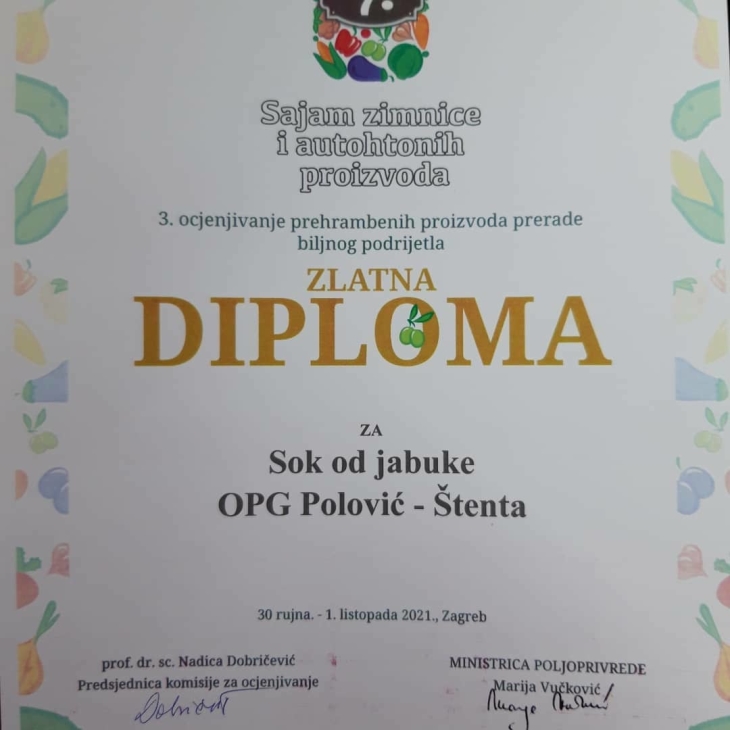 7.
Sajam zimnice
i autohtonih
proizvoda
3. ocjenjivanje prehrambenih proizvoda prerade
biljnog podrijetla
ZLATNA
DIPLOMA
ZA
Sok od jabuke
OPG Polović - Štenta
30 rujna. - 1. listopada 2021., Zagreb
prof. dr. sc. Nadica Dobričević
Predsjednica komisije za ocjenjivanje
MINISTRICA POLJOPRIVREDE
Marija Vučković